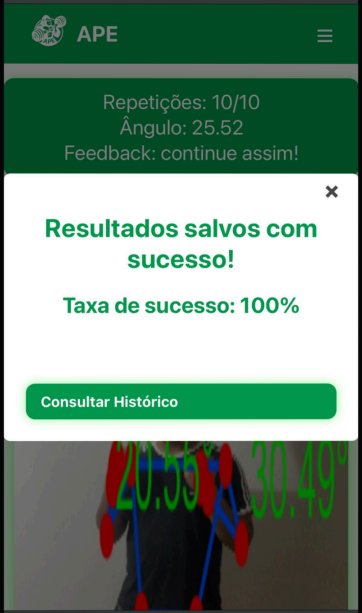 APE
Repetições: 10/10
Ângulo: 25.52
Feedback: continue assim!
Resultados salvos com
sucesso!
Taxa de sucesso: 100%
Consultar Histórico
20.55°
30.49°